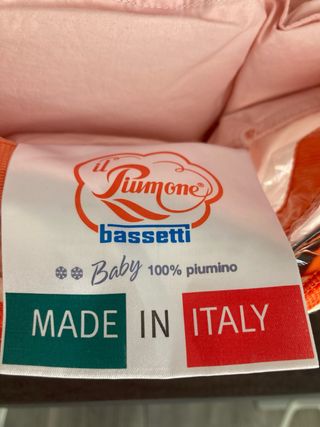 il® Piumone®
bassetti
❄❄ Baby 100% piumino
MADE IN ITALY